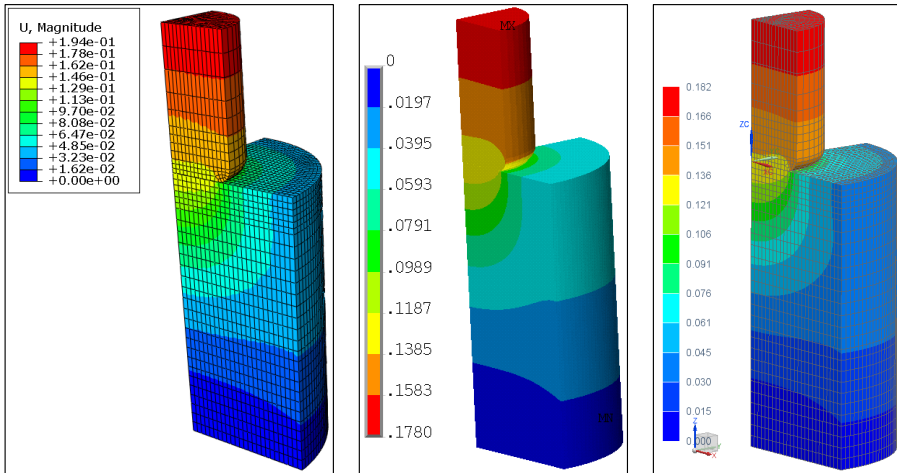 U, Magnitude
+1.94e-01
+1.78e-01
+1.62e-01
+1.46e-01
+1.29e-01
+1.13e-01
+9.70e-02
+8.08e-02
+6.47e-02
+4.85e-02
+3.23e-02
+1.62e-02
+0.00e+00
MX
0
.0197
.0395
.0593
.0791
.0989
.1187
.1385
.1583
.1780
MN
0.182
0.166
0.151
0.136
0.121
0.106
0.091
0.076
0.061
0.045
0.030
0.015
0.000
ZC
Z
X